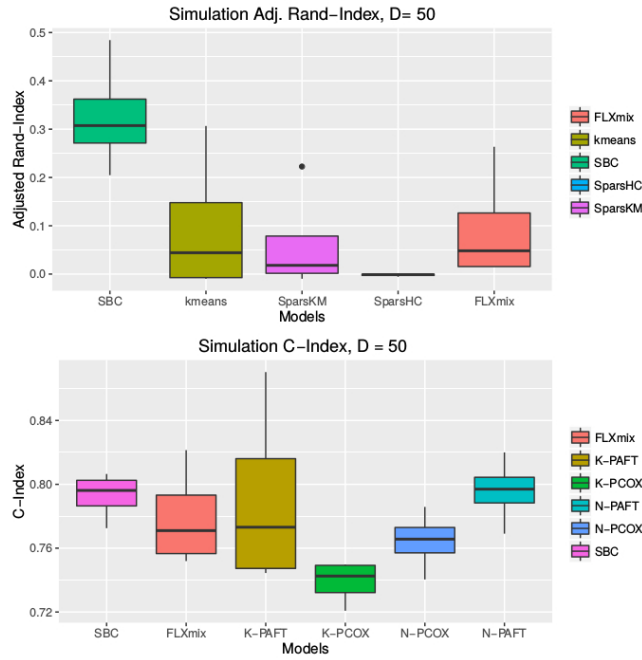 Simulation Adj. Rand-Index, D= 50
Adjusted Rand-Index
0.5
0.4
0.3
0.2
0.1
0.0
SBC kmeans SparsKM SparsHC FLXmix
Models
FLXmix
kmeans
SBC
SparsHC
SparsKM
Simulation C-Index, D = 50
C-Index
0.84
0.80
0.76
0.72
SBC FLXmix K-PAFT K-PCOX N-PCOX N-PAFT
Models
FLXmix
K-PAFT
K-PCOX
N-PAFT
N-PCOX
SBC